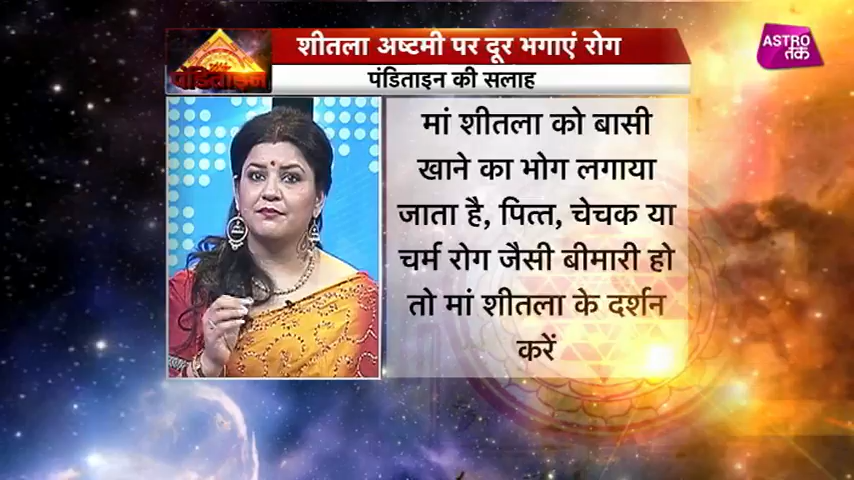 शीतला अष्टमी पर दूर भगाएं रोग
ASTRO
तक
पंडिताइन
पंडिताइन की सलाह
मां शीतला को बासी
खाने का भोग लगाया
जाता है, पित्त, चेचक या
चर्म रोग जैसी बीमारी हो
तो मां शीतला के दर्शन
करें